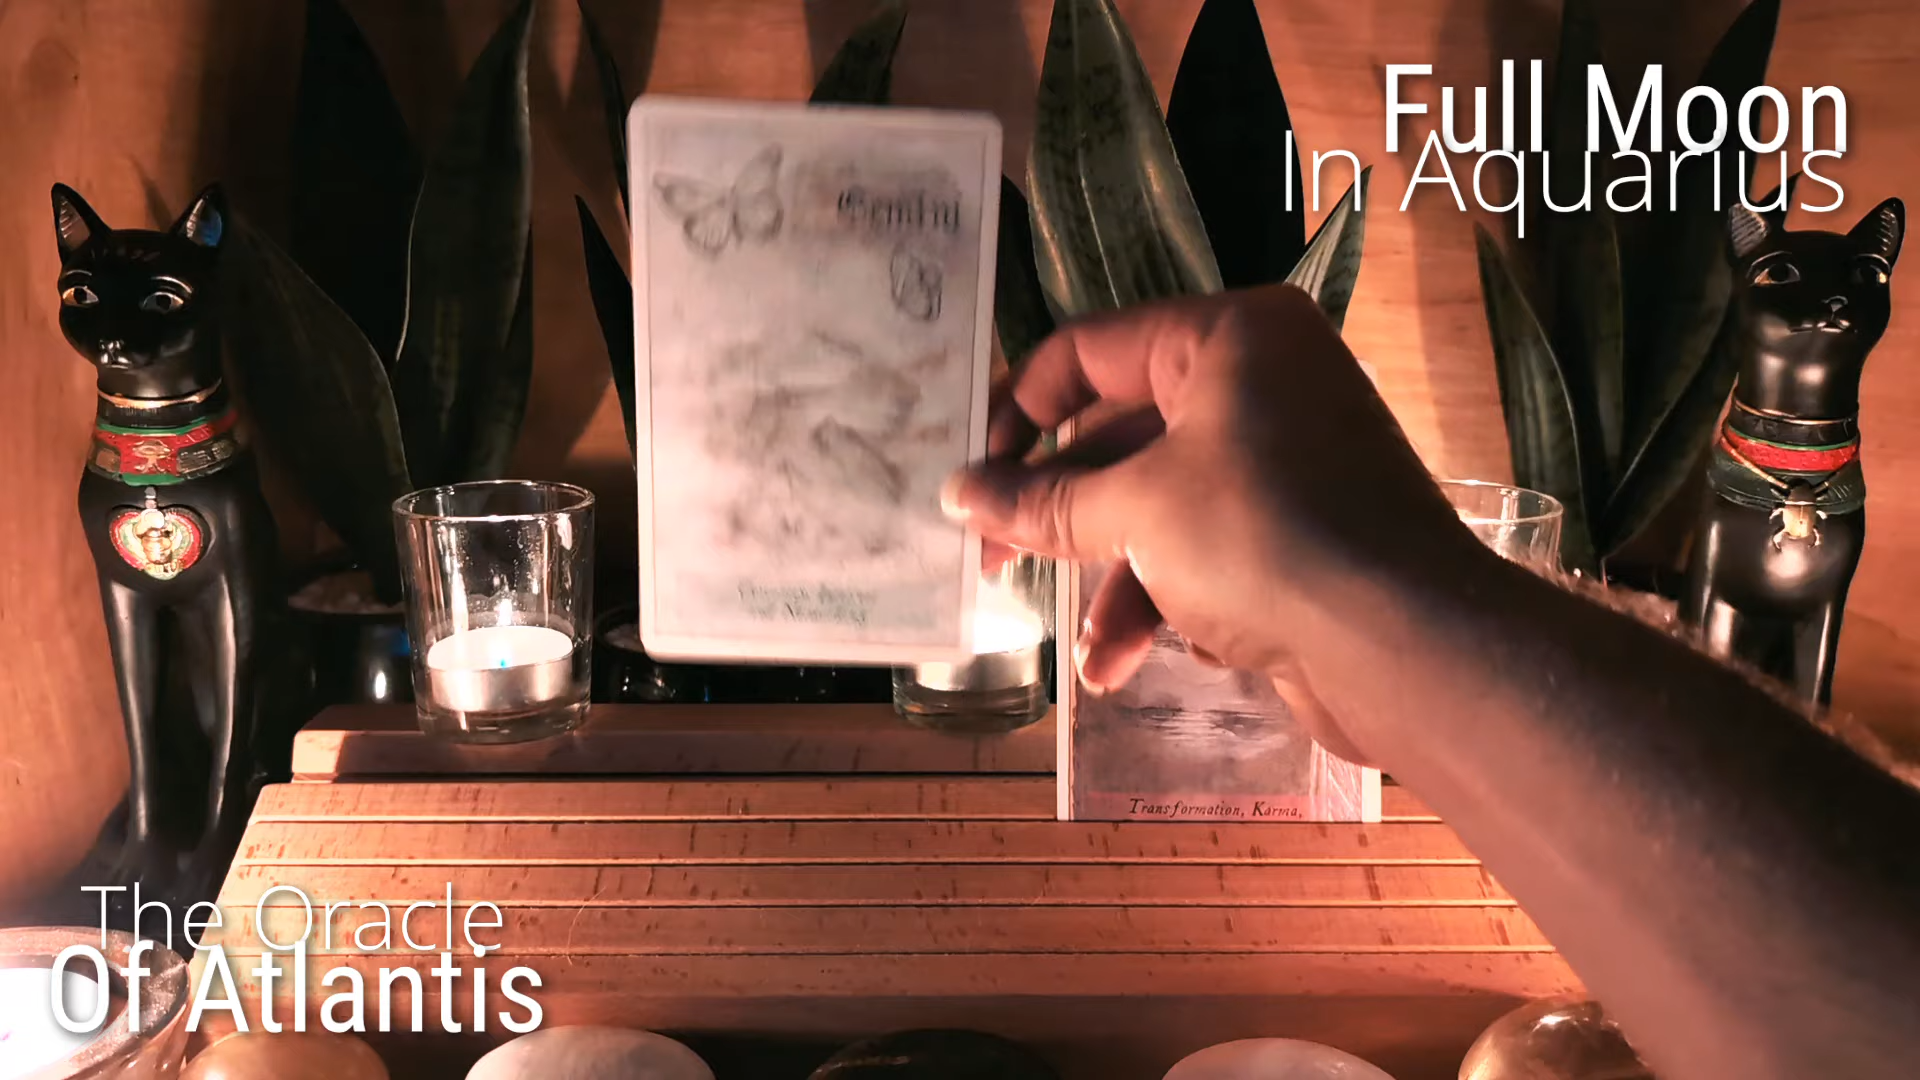 Full Moon
In Aquarius
Gemini
Transformation, Karma,
The Oracle
Of Atlantis